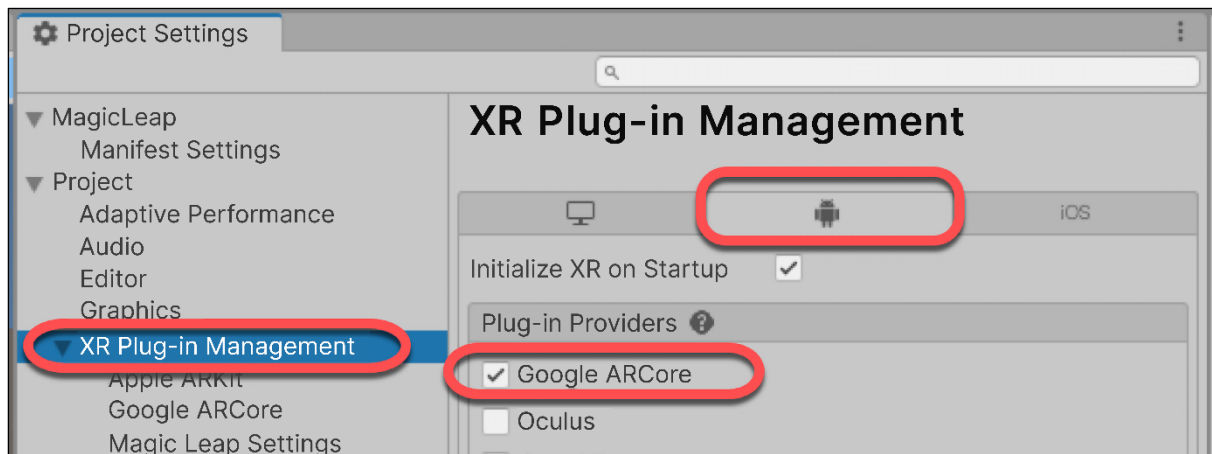 Project Settings
MagicLeap
Manifest Settings
Project
Adaptive Performance
Audio
Editor
Graphics
XR Plug-in Management
Apple ARKit
Google ARCore
Magic Leap Settings
XR Plug-in Management
iOS
Initialize XR on Startup
Plug-in Providers
Google ARCore
Oculus